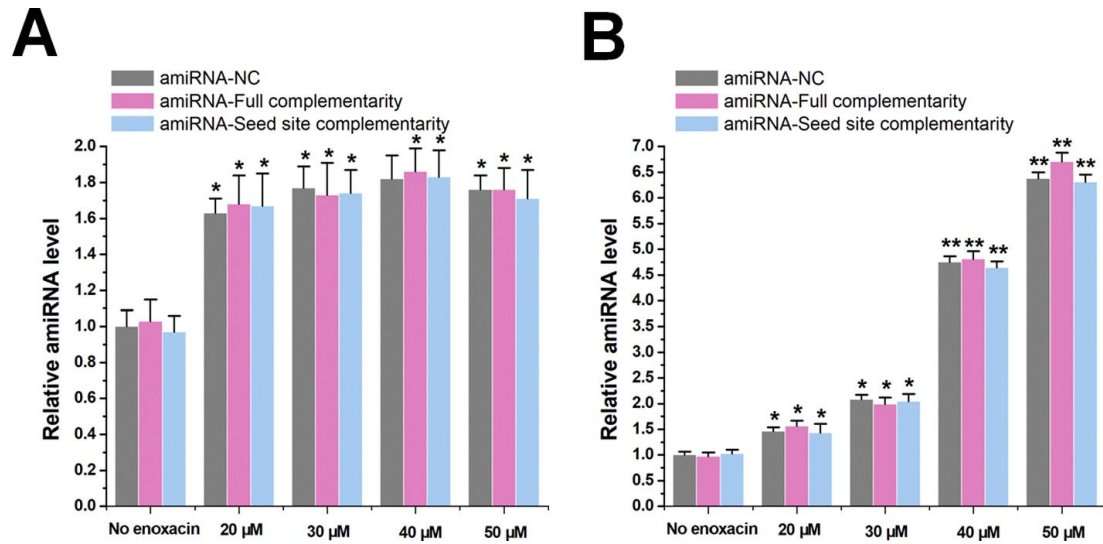 A
amiRNA-NC
amiRNA-Full complementarity
amiRNA-Seed site complementarity
Relative amiRNA level
2.0
1.8
1.6
1.4
1.2
1.0
0.8
0.6
0.4
0.2
0.0
* * *
* * *
* *
* * *
No enoxacin 20 µM 30 µM 40 µM 50 µM
B
amiRNA-NC
amiRNA-Full complementarity
amiRNA-Seed site complementarity
Relative amiRNA level
7.0
6.5
6.0
5.5
5.0
4.5
4.0
3.5
3.0
2.5
2.0
1.5
1.0
0.5
0.0
* * *
* * *
** ** **
** ** **
No enoxacin 20 µM 30 µM 40 µM 50 µM